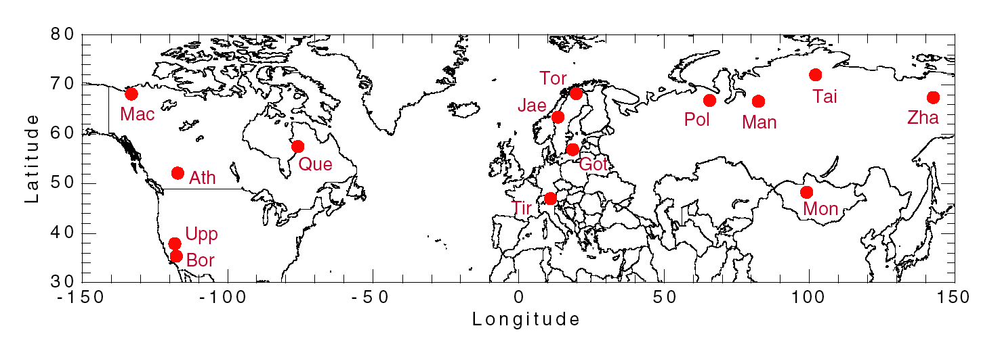 80
70
60
50
40
30
Latitude
Tor
Mac
Jae
Pol
Man
Tai
Zha
Que
Got
Ath
Tir
Mon
Upp
Bor
-150 -100 -50 0 50 100 150
Longitude